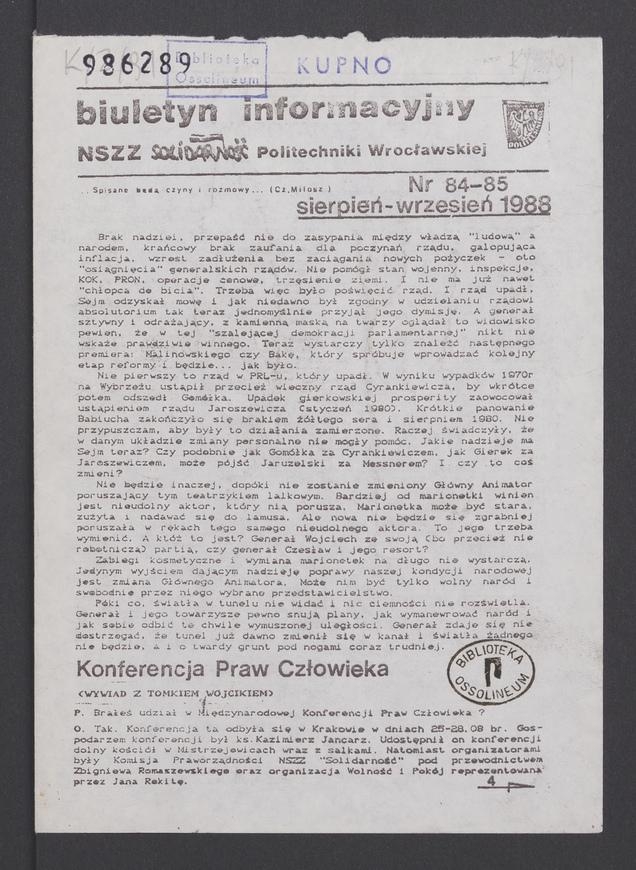 986289
Biblioteka
Ossolineum
KUPNO
biuletyn informacyjny
NSZZ SOLIDARNOŚĆ Politechniki Wrocławskiej
...Spisane będą czyny i rozmowy... (Cz.Miłosz)
Nr 84-85
sierpień-wrzesień 1988
Brak nadziei, przepaść nie do zasypania między władzą "ludową" a
narodem, krańcowy brak zaufania dla poczynań rządu, galopująca
inflacja, wzrost zadłużenia bez zaciągania nowych pożyczek - oto
"osiągnięcia" generalskich rządów. Nie pomógł stan wojenny, inspekcje,
KOK, PRON, operacje cenowe, trzęsienie ziemi. I nie ma już nawet
"chłopca de bicia". Trzeba więc było poświęcić rząd. I rząd upadł.
Sejm odzyskał mowę i jak niedawno był zgodny w udzielaniu rządowi
absolutorium tak teraz jednomyślnie przyjął jego dymisję. A generał
sztywny i odrażający, z kamienną maską na twarzy oglądał to widowisko
pewien, że w tej "szalejącej demokracji parlamentarnej" nikt nie
wskaże prawdziwie winnego. Teraz wystarczy tylko znaleźć następnego
premiera: Malinowskiego czy Bakę, który spróbuje wprowadzać kolejny
etap reformy i będzie... jak było.
Nie pierwszy to rząd w PRL-u, który upadł. W wyniku wypadków 1970r
na Wybrzeżu ustąpił przecież wieczny rząd Cyrankiewicza, by wkrótce
potem odszedł Gomółka. Upadek gierkowskiej prosperity zaowocował
ustąpieniem rządu Jaroszewicza (styczeń 1980). Krótkie panowanie
Babiucha zakończyło się brakiem żółtego sera i sierpniem 1980. Nie
przypuszczam, aby były to działania zamierzone. Raczej świadczyły, że
w danym układzie zmiany personalne nie mogły pomóc. Jakie nadzieje ma
Sejm teraz? Czy podobnie jak Gomółka za Cyrankiewiczem, jak Gierek za
Jaroszewiczem, może pójść Jaruzelski za Messnerem? I czy to coś
zmieni?
Nie będzie inaczej, dopóki nie zostanie zmieniony Główny Animator
poruszający tym teatrzykiem lalkowym. Bardziej od marionetki winien
jest nieudolny aktor, który nią porusza. Marionetka może być stara,
zużyta i nadawać się do lamusa. Ale nowa nie będzie się zgrabniej
poruszała w rękach tego samego nieudolnego aktora. To jego trzeba
wymienić. A któż to jest? Generał Wojciech ze swoją (bo przecież nie
robotniczą) partią, czy generał Czesław i jego resort?
Zabiegi kosmetyczne i wymiana marionetek na długo nie wystarczą.
Jedynym wyjściem dającym nadzieję poprawy naszej kondycji narodowej
jest zmiana Głównego Animatora. Może nim być tylko wolny naród i
swobodnie przez niego wybrane przedstawicielstwo.
Póki co, światła w tunelu nie widać i nic ciemności nie rozświetla.
Generał i jego towarzysze pewno snują plany, jak wymanewrować naród i
jak sobie odbić te chwile wymuszonej uległości. Generał zdaje się nie
dostrzegać, że tunel już dawno zmienił się w kanał i światła żadnego
nie będzie, a i o twardy grunt pod nogami coraz trudniej.
BIBLIOTEKA
OSSOLINEUM
Konferencja Praw Człowieka
(WYWIAD Z TOMKIEM WÓJCIKIEM)
P. Brałeś udział w Międzynarodowej Konferencji Praw Człowieka ?
O. Tak. Konferencja ta odbyła się w Krakowie w dniach 25-28.08 br. Gos-
podarzem konferencji był ks.Kazimierz Jancarz. Udostępnił on konferencji
dolny kościół w Mistrzejewicach wraz z salkami. Natomiast organizatorami
były Komisja Praworządności NSZZ "Solidarność" pod przewodnictwem
Zbigniewa Romaszewskiego oraz organizacja Wolność i Pokój reprezentowana
przez Jana Rokitę.
4